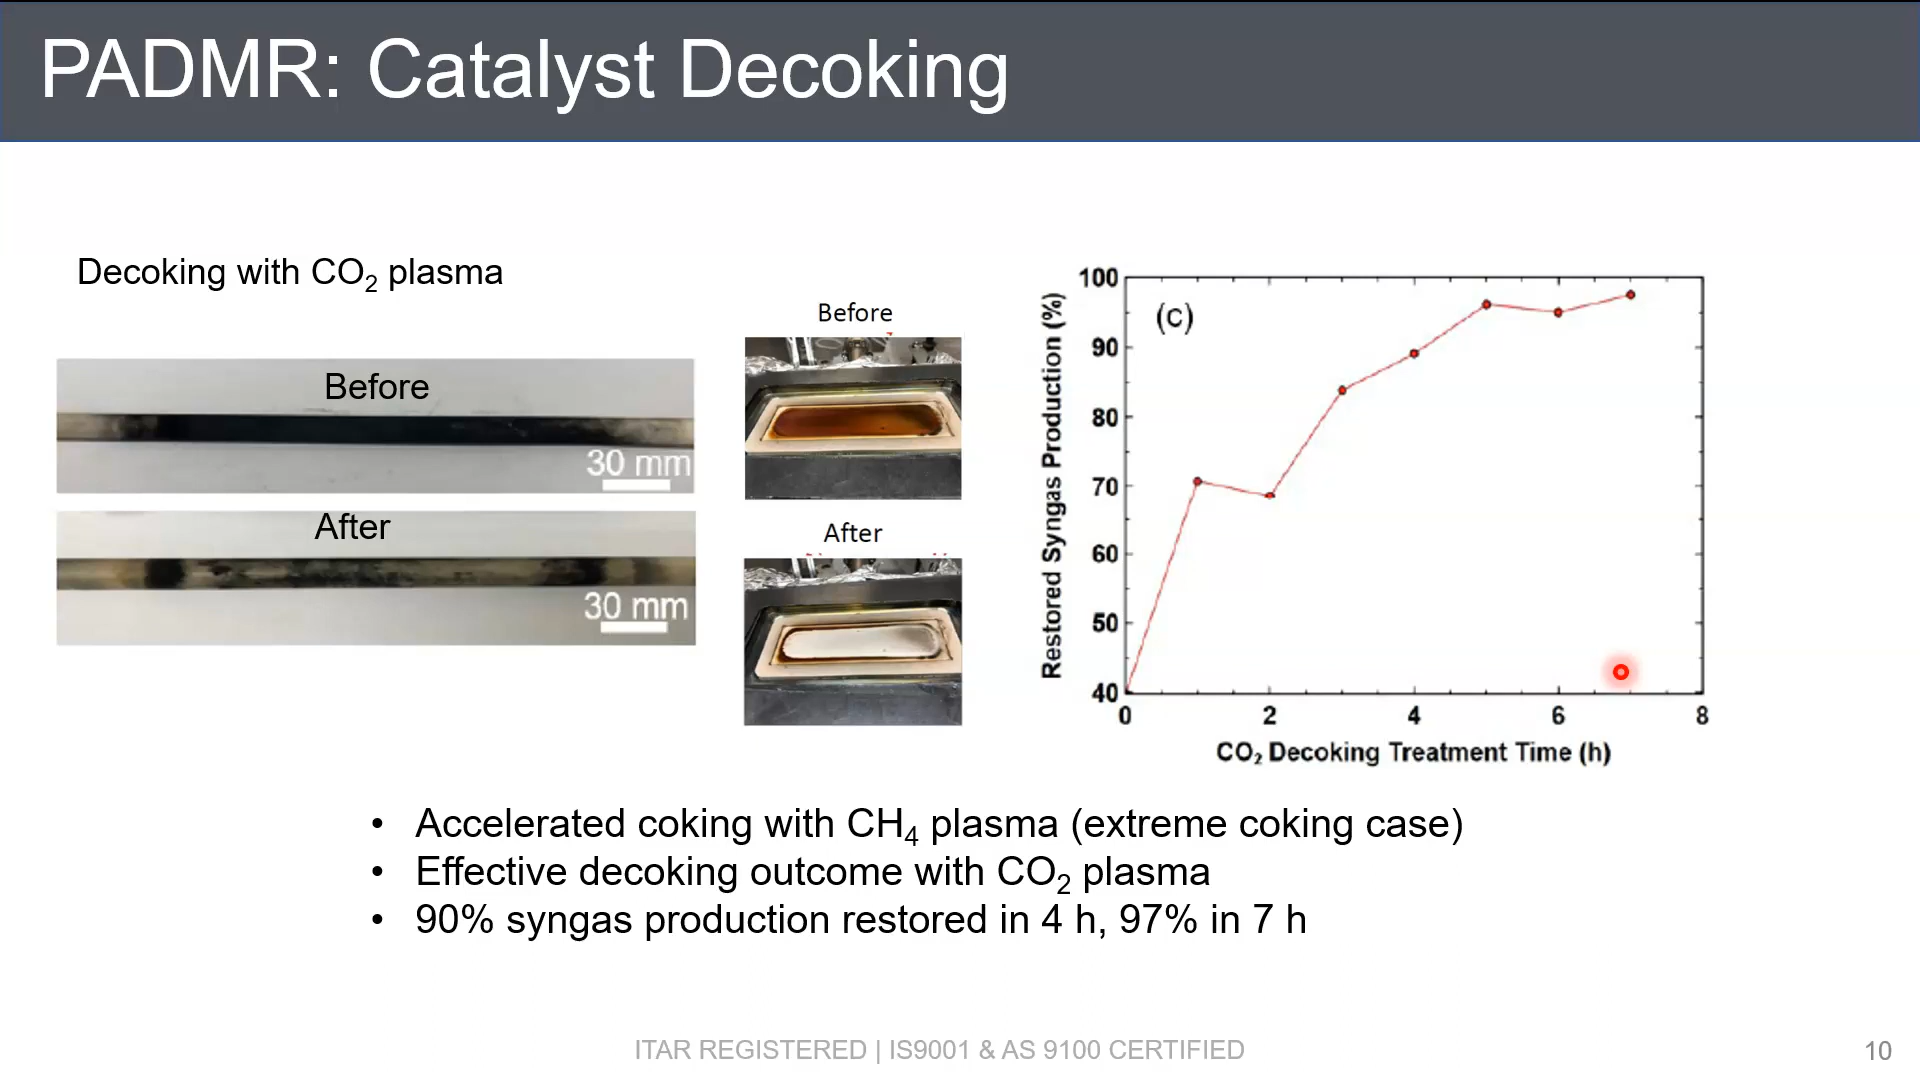 PADMR: Catalyst Decoking
Decoking with CO₂ plasma
Before
30 mm
After
30 mm
Before
After
(c)
Restored Syngas Production (%)
100
90
80
70
60
50
40
0 2 4 6 8
CO₂ Decoking Treatment Time (h)
• Accelerated coking with CH₄ plasma (extreme coking case)
• Effective decoking outcome with CO₂ plasma
• 90% syngas production restored in 4 h, 97% in 7 h
ITAR REGISTERED | IS9001 & AS 9100 CERTIFIED
10